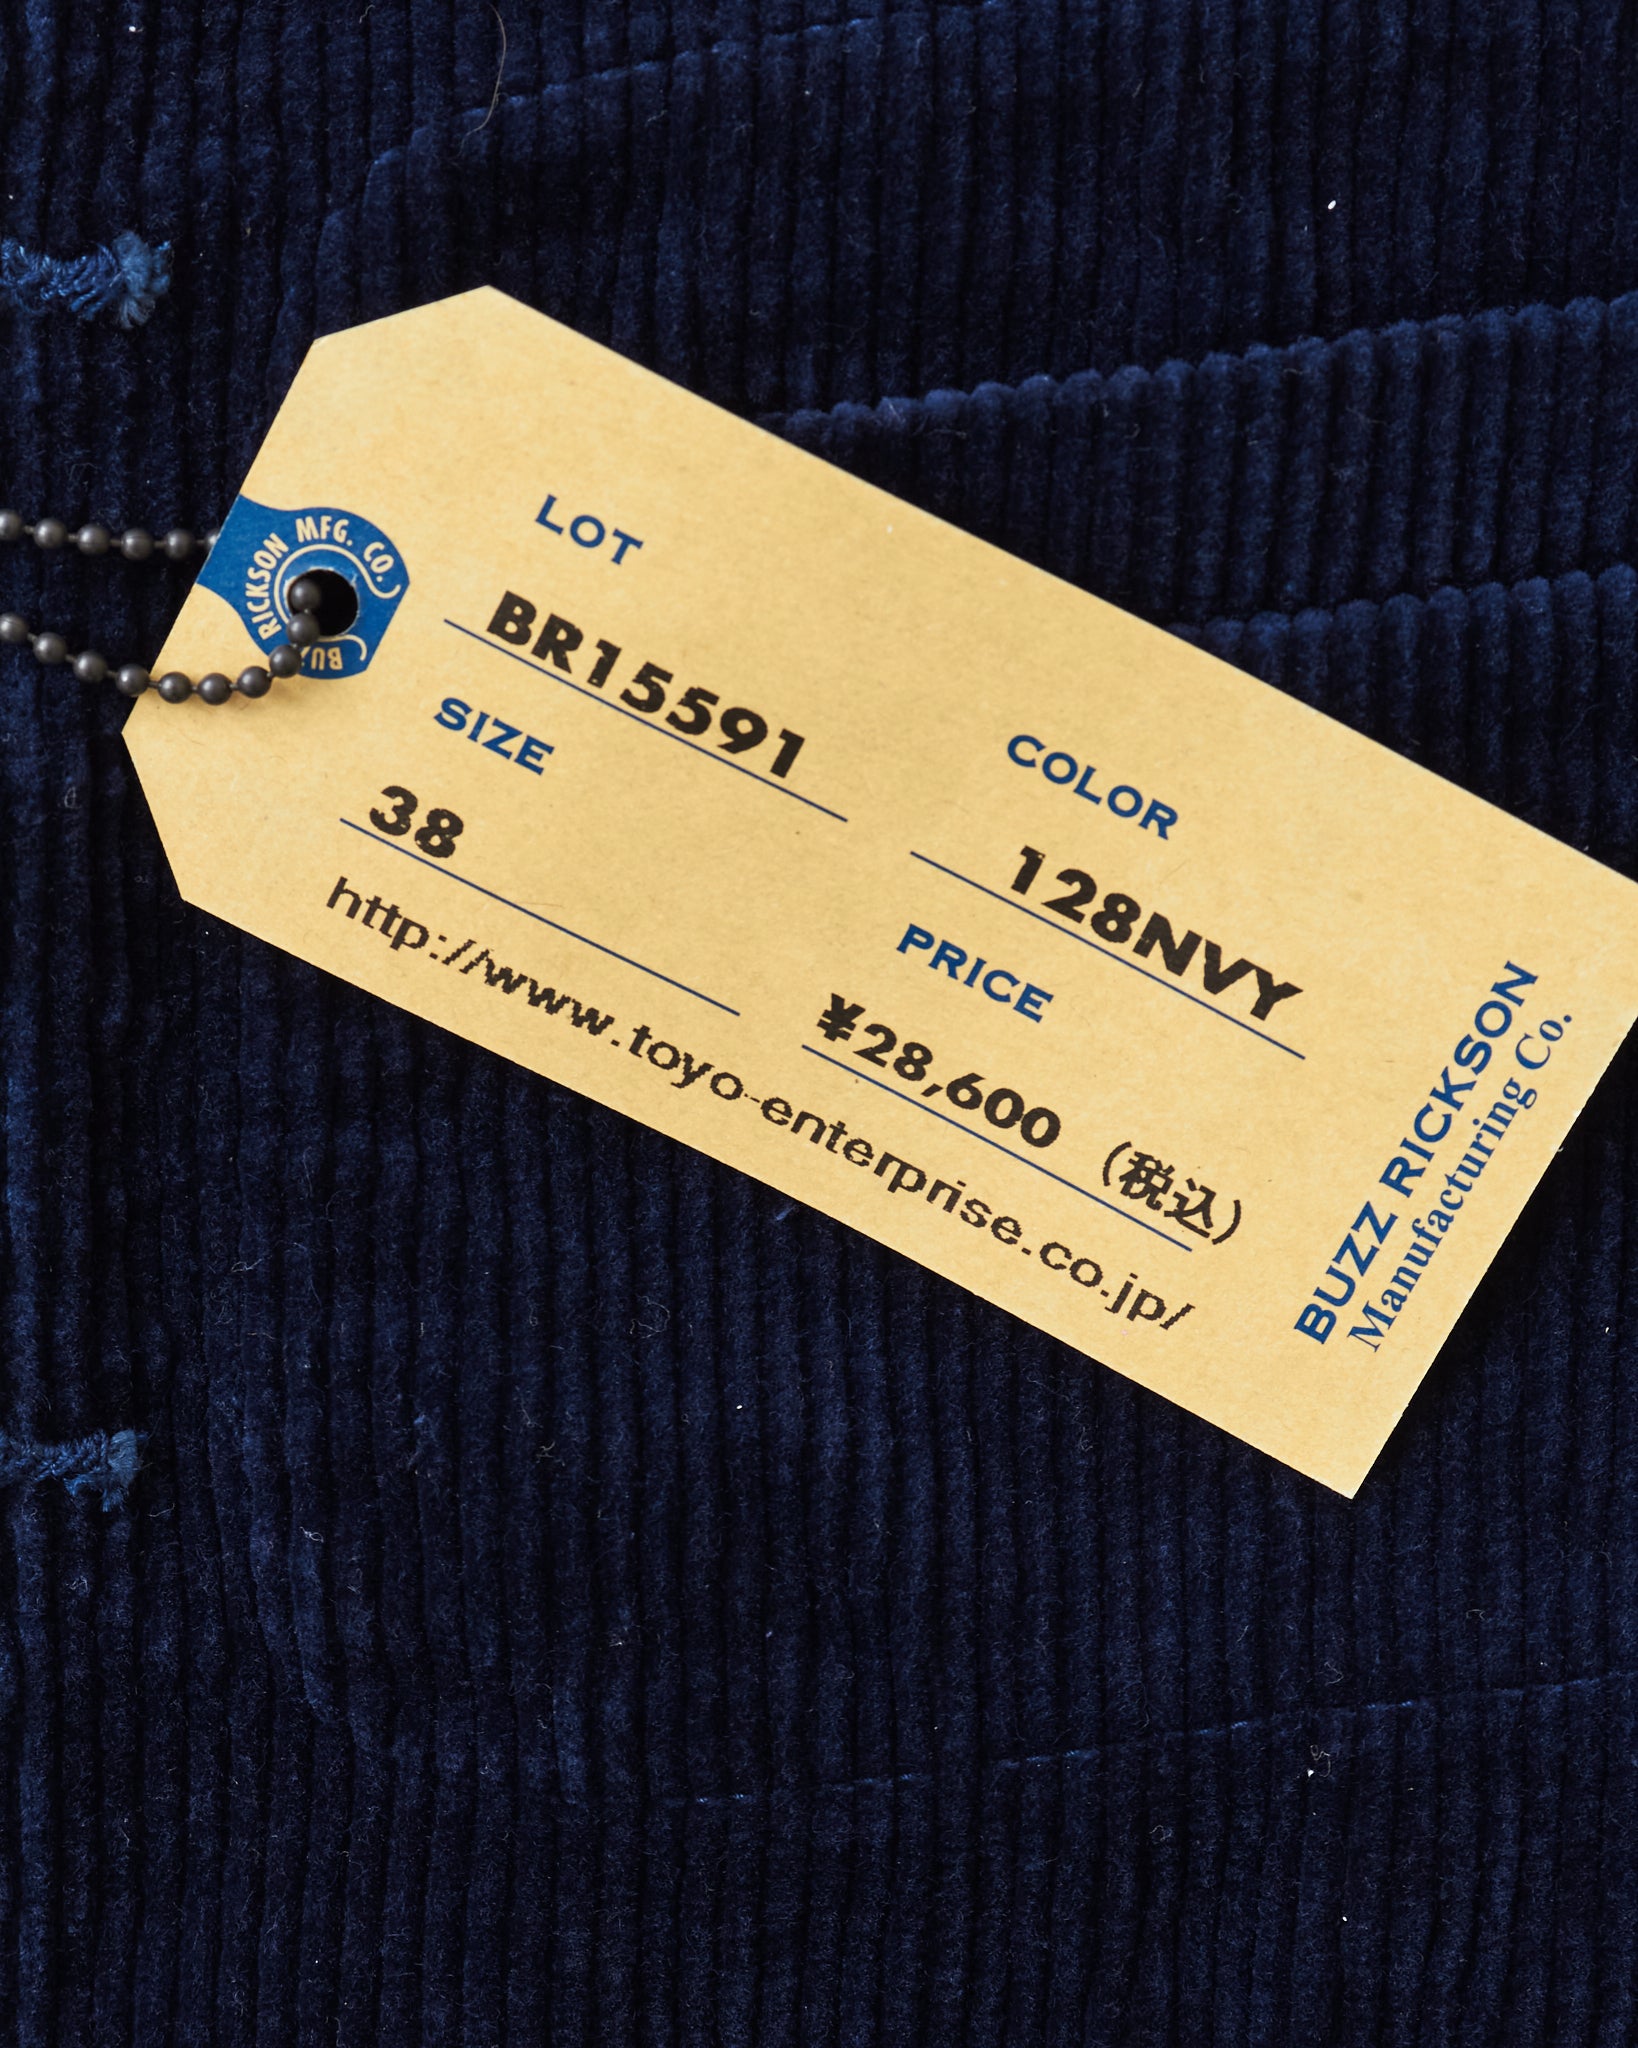 BUZZ RICKSON MFG. CO.
LOT
BR15591
COLOR
128NVY
SIZE
38
PRICE
¥28,600 (税込)
http://www.toyo-enterprise.co.jp/
BUZZ RICKSON
Manufacturing Co.